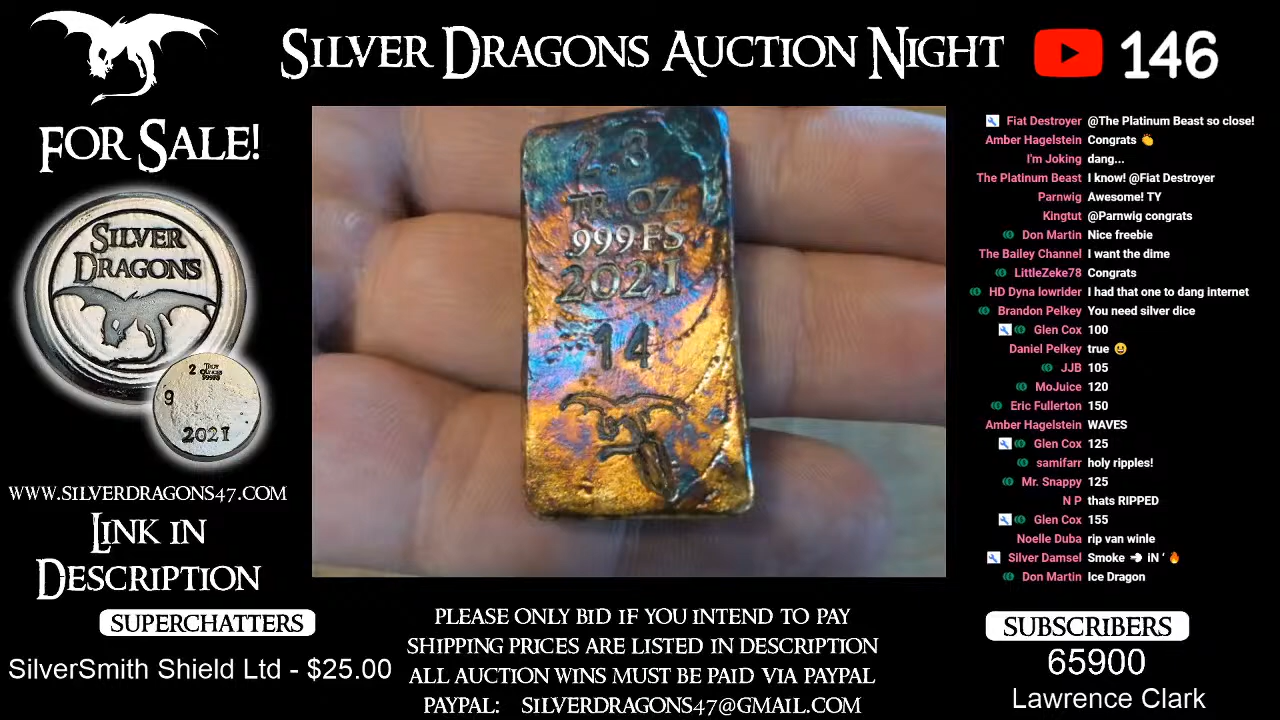 SILVER DRAGONS AUCTION NIGHT
146
FOR SALE!
SILVER
DRAGONS
2 TROY
OUNCES
999FS
9
2021
WWW.SILVERDRAGONS47.COM
LINK IN
DESCRIPTION
SUPERCHATTERS
SilverSmith Shield Ltd - $25.00
2.3
TR. OZ.
999FS
2021
14
PLEASE ONLY BID IF YOU INTEND TO PAY
SHIPPING PRICES ARE LISTED IN DESCRIPTION
ALL AUCTION WINS MUST BE PAID VIA PAYPAL
PAYPAL: SILVERDRAGONS47@GMAIL.COM
Fiat Destroyer @The Platinum Beast so close!
Amber Hagelstein Congrats 👏
I'm Joking dang...
The Platinum Beast I know! @Fiat Destroyer
Parnwig Awesome! TY
Kingtut @Parnwig congrats
Don Martin Nice freebie
The Bailey Channel I want the dime
LittleZeke78 Congrats
HD Dyna lowrider I had that one to dang internet
Brandon Pelkey You need silver dice
Glen Cox 100
Daniel Pelkey true 😃
JJB 105
MoJuice 120
Eric Fullerton 150
Amber Hagelstein WAVES
Glen Cox 125
samifarr holy ripples!
Mr. Snappy 125
N P thats RIPPED
Glen Cox 155
Noelle Duba rip van winle
Silver Damsel Smoke 💨 iN ' 🔥
Don Martin Ice Dragon
SUBSCRIBERS
65900
Lawrence Clark